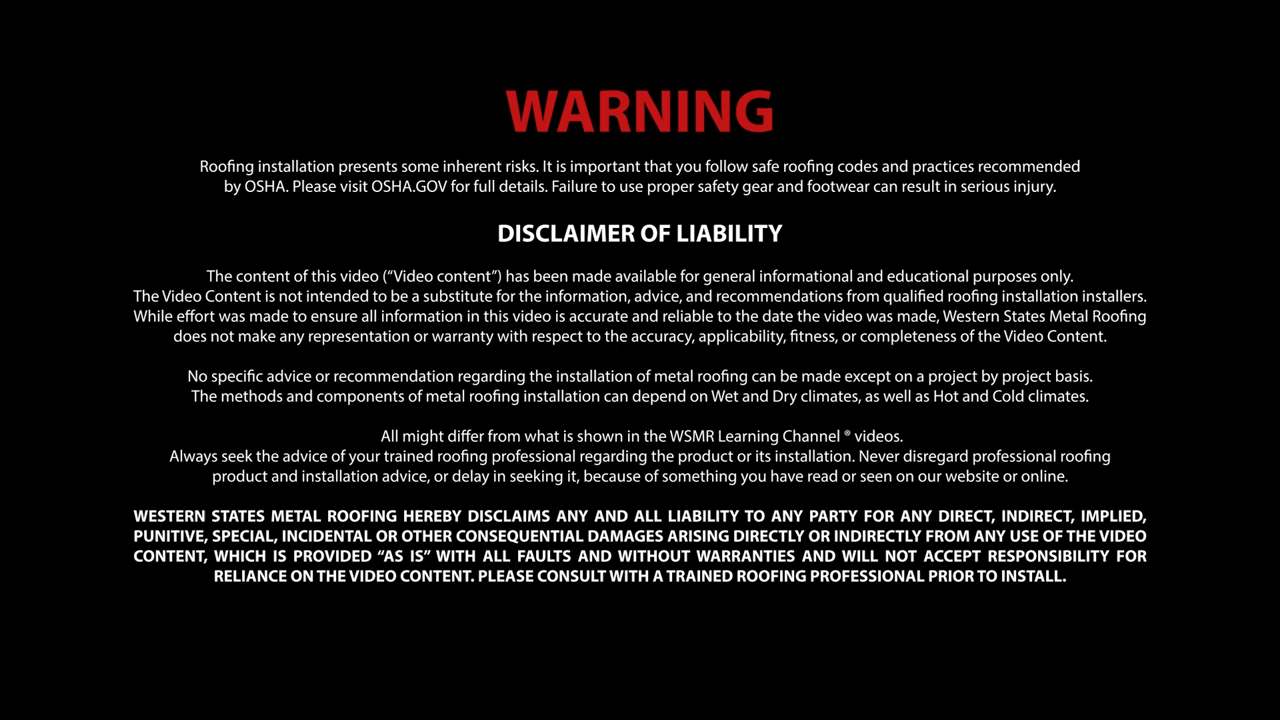 WARNING
Roofing installation presents some inherent risks. It is important that you follow safe roofing codes and practices recommended
by OSHA. Please visit OSHA.GOV for full details. Failure to use proper safety gear and footwear can result in serious injury.
DISCLAIMER OF LIABILITY
The content of this video (“Video content”) has been made available for general informational and educational purposes only.
The Video Content is not intended to be a substitute for the information, advice, and recommendations from qualified roofing installation installers.
While effort was made to ensure all information in this video is accurate and reliable to the date the video was made, Western States Metal Roofing
does not make any representation or warranty with respect to the accuracy, applicability, fitness, or completeness of the Video Content.
No specific advice or recommendation regarding the installation of metal roofing can be made except on a project by project basis.
The methods and components of metal roofing installation can depend on Wet and Dry climates, as well as Hot and Cold climates.
All might differ from what is shown in the WSMR Learning Channel ® videos.
Always seek the advice of your trained roofing professional regarding the product or its installation. Never disregard professional roofing
product and installation advice, or delay in seeking it, because of something you have read or seen on our website or online.
WESTERN STATES METAL ROOFING HEREBY DISCLAIMS ANY AND ALL LIABILITY TO ANY PARTY FOR ANY DIRECT, INDIRECT, IMPLIED,
PUNITIVE, SPECIAL, INCIDENTAL OR OTHER CONSEQUENTIAL DAMAGES ARISING DIRECTLY OR INDIRECTLY FROM ANY USE OF THE VIDEO
CONTENT, WHICH IS PROVIDED “AS IS” WITH ALL FAULTS AND WITHOUT WARRANTIES AND WILL NOT ACCEPT RESPONSIBILITY FOR
RELIANCE ON THE VIDEO CONTENT. PLEASE CONSULT WITH A TRAINED ROOFING PROFESSIONAL PRIOR TO INSTALL.